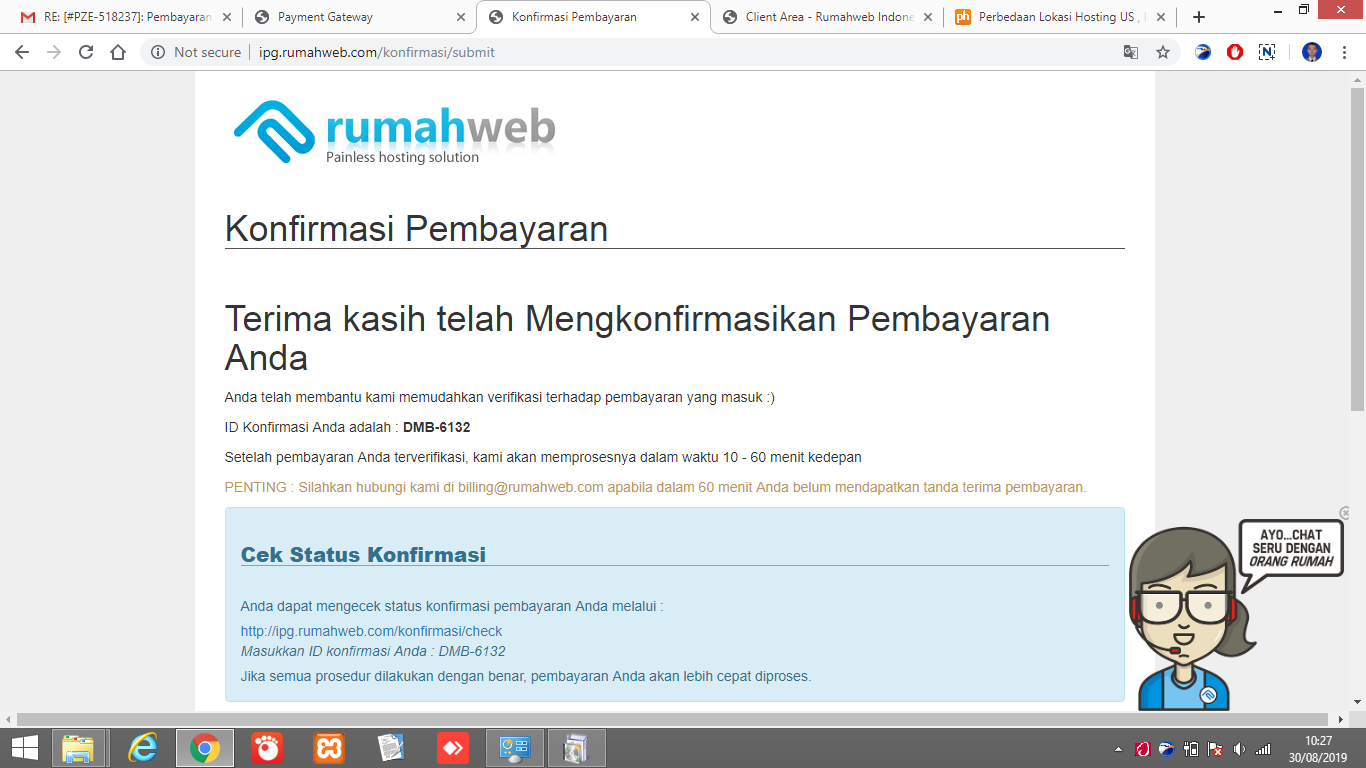 RE: [#PZE-518237]: Pembayaran
Payment Gateway
Konfirmasi Pembayaran
Client Area - Rumahweb Indone
ph
Perbedaan Lokasi Hosting US ,
Not secure
ipg.rumahweb.com/konfirmasi/submit
rumahweb
Painless hosting solution
Konfirmasi Pembayaran
Terima kasih telah Mengkonfirmasikan Pembayaran
Anda
Anda telah membantu kami memudahkan verifikasi terhadap pembayaran yang masuk :)
ID Konfirmasi Anda adalah : DMB-6132
Setelah pembayaran Anda terverifikasi, kami akan memprosesnya dalam waktu 10 - 60 menit kedepan
PENTING : Silahkan hubungi kami di billing@rumahweb.com apabila dalam 60 menit Anda belum mendapatkan tanda terima pembayaran.
AYO...CHAT
SERU DENGAN
ORANG RUMAH
Cek Status Konfirmasi
Anda dapat mengecek status konfirmasi pembayaran Anda melalui :
http://ipg.rumahweb.com/konfirmasi/check
Masukkan ID konfirmasi Anda : DMB-6132
Jika semua prosedur dilakukan dengan benar, pembayaran Anda akan lebih cepat diproses.
10:27
30/08/2019